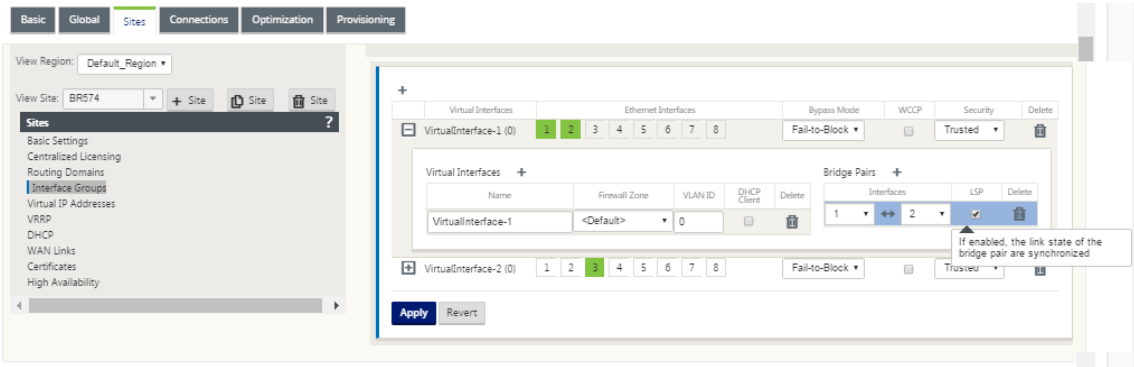 Basic Global Sites Connections Optimization Provisioning
View Region: Default_Region
View Site: BR574 + Site Site Site
Sites ?
Basic Settings
Centralized Licensing
Routing Domains
Interface Groups
Virtual IP Addresses
VRRP
DHCP
WAN Links
Certificates
High Availability
+
Virtual Interfaces Ethernet Interfaces Bypass Mode WCCP Security Delete
VirtualInterface-1 (0) 1 2 3 4 5 6 7 8 Fail-to-Block Trusted
Virtual Interfaces + Bridge Pairs +
Name Firewall Zone VLAN ID DHCP Client Delete Interfaces LSP Delete
VirtualInterface-1 <Default> 0 1 2
If enabled, the link state of the
bridge pair are synchronized
VirtualInterface-2 (0) 1 2 3 4 5 6 7 8 Fail-to-Block Trusted
Apply Revert